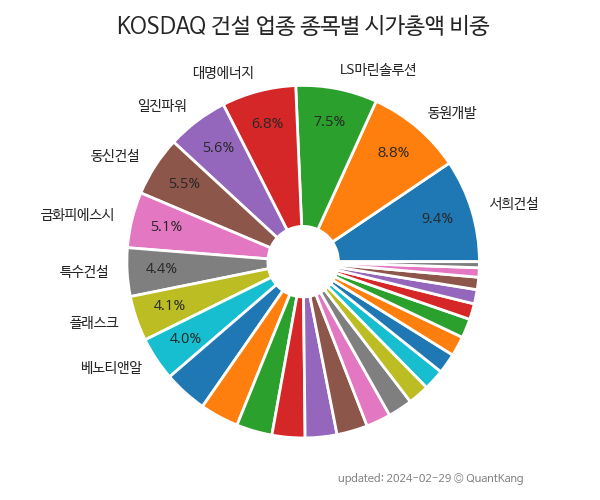 KOSDAQ 건설 업종 종목별 시가총액 비중
LS마린솔루션
대명에너지
일진파워
동원개발
동신건설
서희건설
금화피에스시
특수건설
플래스크
베노티앤알
7.5%
6.8%
5.6%
8.8%
5.5%
9.4%
5.1%
4.4%
4.1%
4.0%
updated: 2024-02-29 © QuantKang